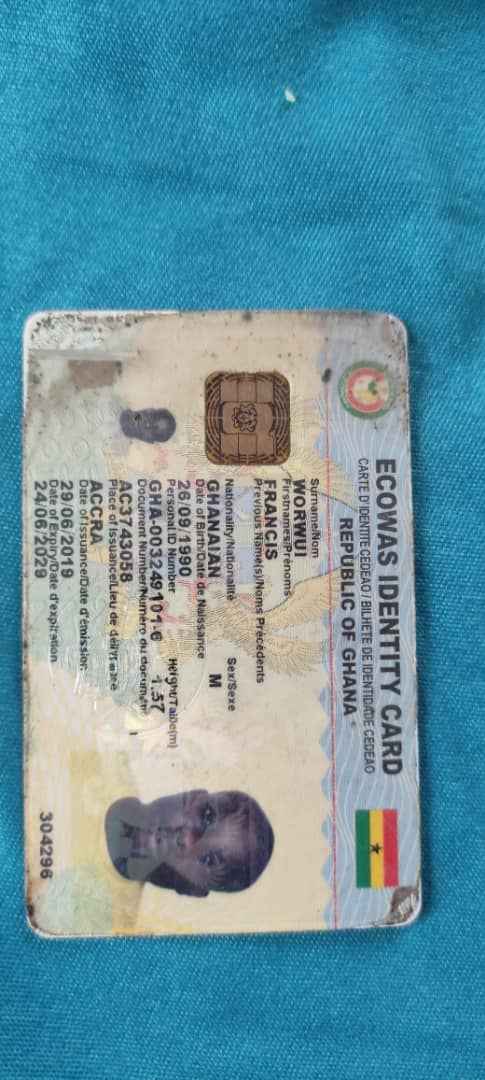 ECOWAS IDENTITY CARD
CARTE D'IDENTITE CEDEAO / BILHETE DE IDENTIDADE CEDEAO
REPUBLIC OF GHANA
Surname/Nom
WORWUI
Firstnames/Prénoms
FRANCIS
Previous Name(s)/Noms Précédents
Nationality/Nationalité Sex/Sexe
GHANAIAN M
Date of Birth/Date de Naissance
26/09/1990
Personal ID Number Height/Taille(m)
GHA-003249101-6 1.57
Document Number/Numéro du document
AC3743058
Place of Issuance/Lieu de délivrance
ACCRA
Date of Issuance/Date d'émission
29/06/2019
Date of Expiry/Date d'expiration
24/06/2029
304296